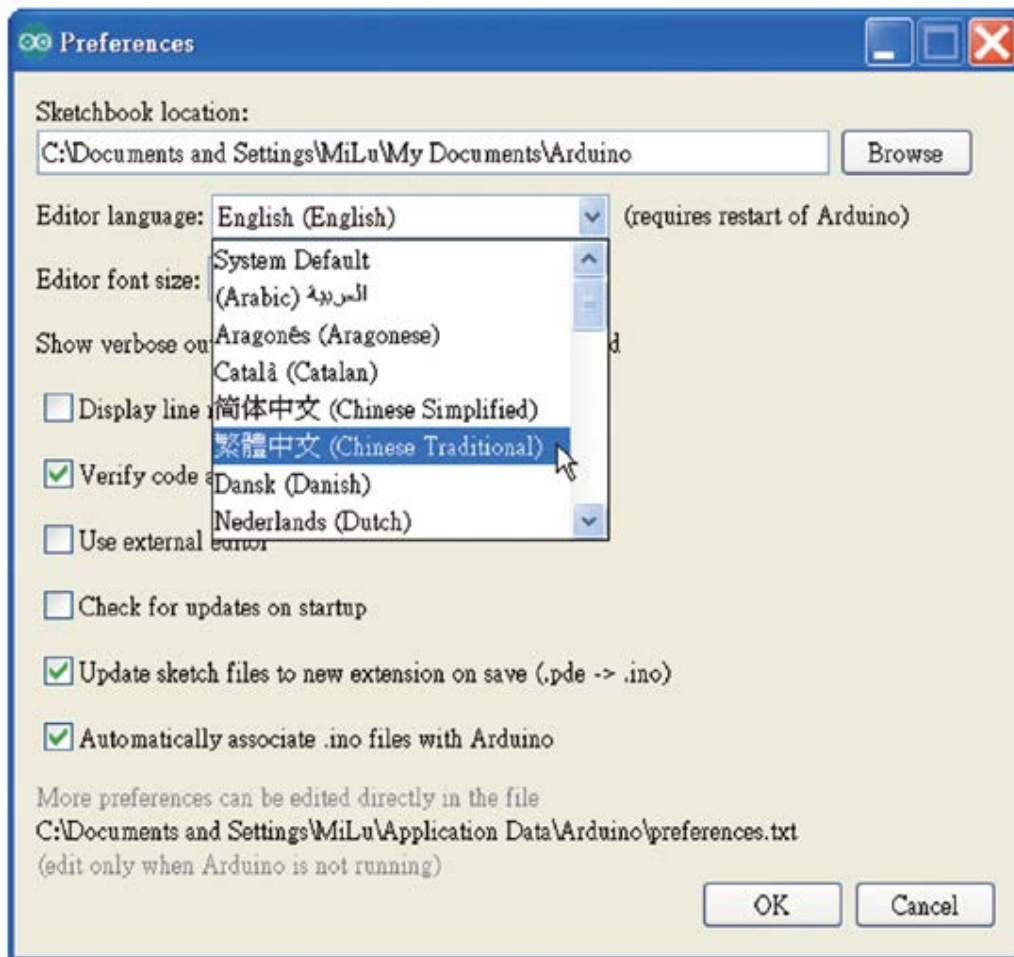 Preferences
Sketchbook location:
C:\Documents and Settings\MiLu\My Documents\Arduino
Browse
Editor language: English (English) (requires restart of Arduino)
System Default
Editor font size:
(Arabic) العربية
Aragonés (Aragonese)
Show verbose
Català (Catalan)
Display line
简体中文 (Chinese Simplified)
繁體中文 (Chinese Traditional)
Verify code
Dansk (Danish)
Nederlands (Dutch)
Use external editor
Check for updates on startup
Update sketch files to new extension on save (.pde -> .ino)
Automatically associate .ino files with Arduino
More preferences can be edited directly in the file
C:\Documents and Settings\MiLu\Application Data\Arduino\preferences.txt
(edit only when Arduino is not running)
OK Cancel